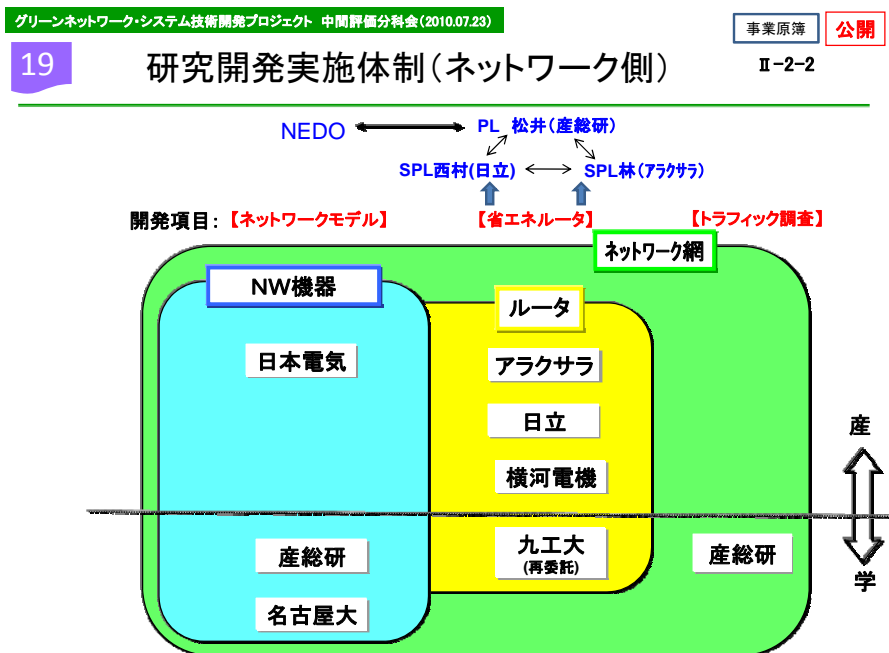 グリーンネットワーク・システム技術開発プロジェクト 中間評価分科会(2010.07.23)
事業原簿
公開
19
研究開発実施体制(ネットワーク側)
Ⅱ-2-2
NEDO
PL 松井(産総研)
SPL西村(日立)
SPL林(アラクサラ)
開発項目:【ネットワークモデル】
【省エネルータ】
【トラフィック調査】
ネットワーク網
NW機器
ルータ
日本電気
アラクサラ
日立
横河電機
産
産総研
九工大
(再委託)
産総研
学
名古屋大